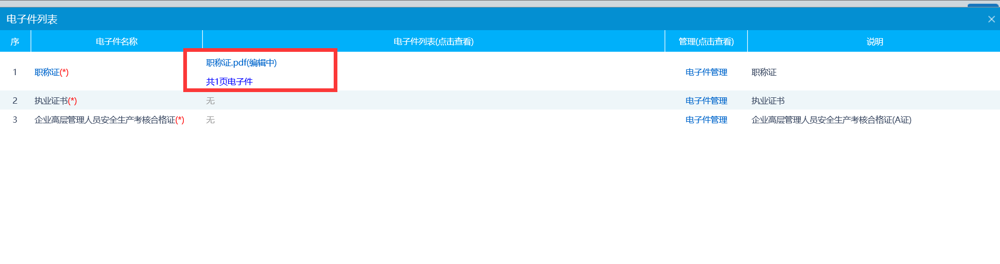 电子件列表
序 电子件名称 电子件列表(点击查看) 管理(点击查看) 说明
1 职称证(*) 职称证.pdf(编辑中) 电子件管理 职称证
共1页电子件
2 执业证书(*) 无 电子件管理 执业证书
3 企业高层管理人员安全生产考核合格证(*) 无 电子件管理 企业高层管理人员安全生产考核合格证(A证)